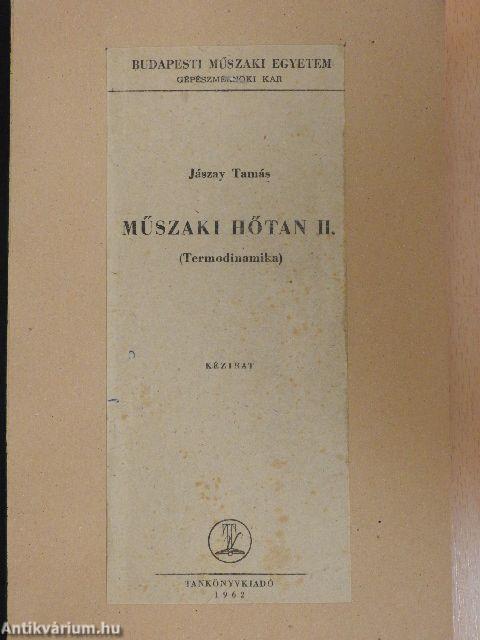 BUDAPESTI MŰSZAKI EGYETEM
GÉPÉSZMÉRNÖKI KAR
Jászay Tamás
MŰSZAKI HŐTAN II.
(Termodinamika)
KÉZIRAT
TANKÖNYVKIADÓ
1962
Antikvárium.hu